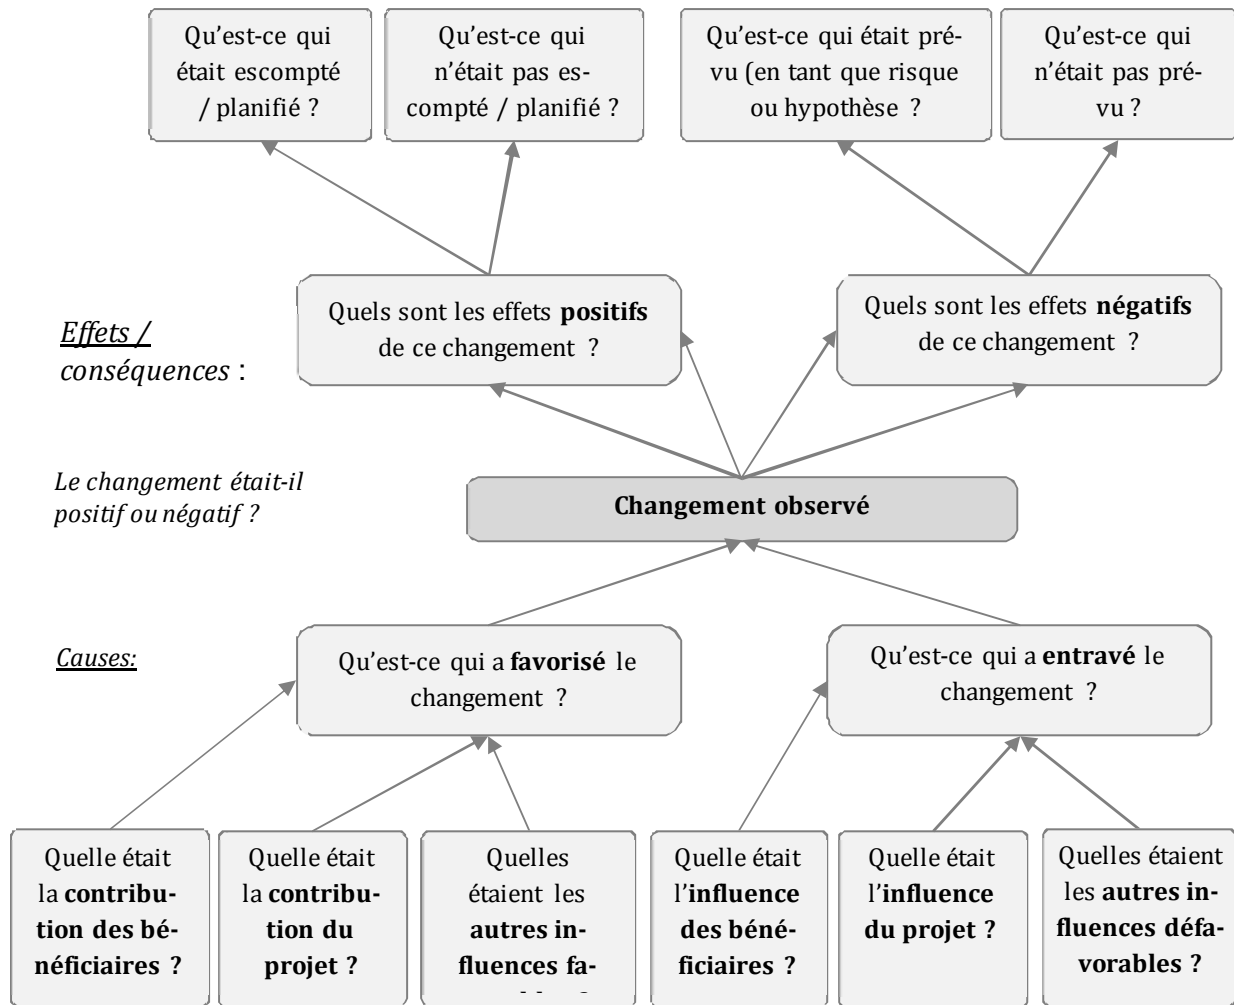 Qu'est-ce qui
était escompté
/ planifié ?
Qu'est-ce qui
n'était pas es-
compté / planifié ?
Qu'est-ce qui était pré-
vu (en tant que risque
ou hypothèse ?
Qu'est-ce qui
n'était pas pré-
vu ?
Effets /
conséquences :
Quels sont les effets positifs
de ce changement ?
Quels sont les effets négatifs
de ce changement ?
Le changement était-il
positif ou négatif ?
Changement observé
Causes:
Qu'est-ce qui a favorisé le
changement ?
Qu'est-ce qui a entravé le
changement ?
Quelle était
la contribu-
tion des bé-
néficiaires ?
Quelle était
la contribu-
tion du
projet ?
Quelles
étaient les
autres in-
fluences fa-
Quelle était
l'influence
des béné-
ficiaires ?
Quelle était
l'influence
du projet ?
Quelles étaient
les autres in-
fluences défa-
vorables ?